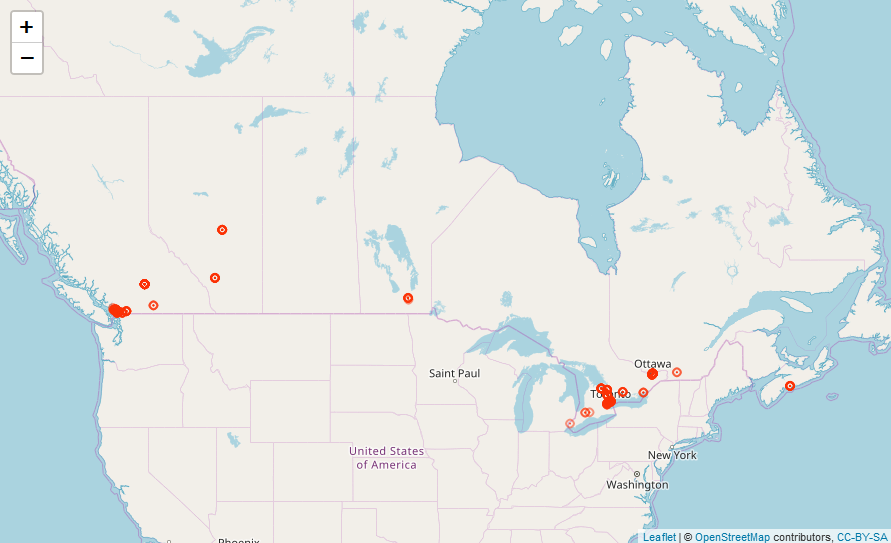 +
−
Ottawa
Saint Paul
Toronto
United States
of America
New York
Washington
Phoenix
Leaflet | © OpenStreetMap contributors, CC-BY-SA